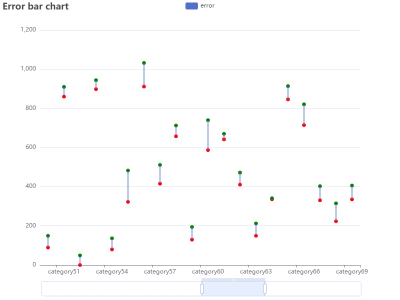 Error bar chart
error
1,200
1,000
800
600
400
200
0
category51 category54 category57 category60 category63 category66 category69